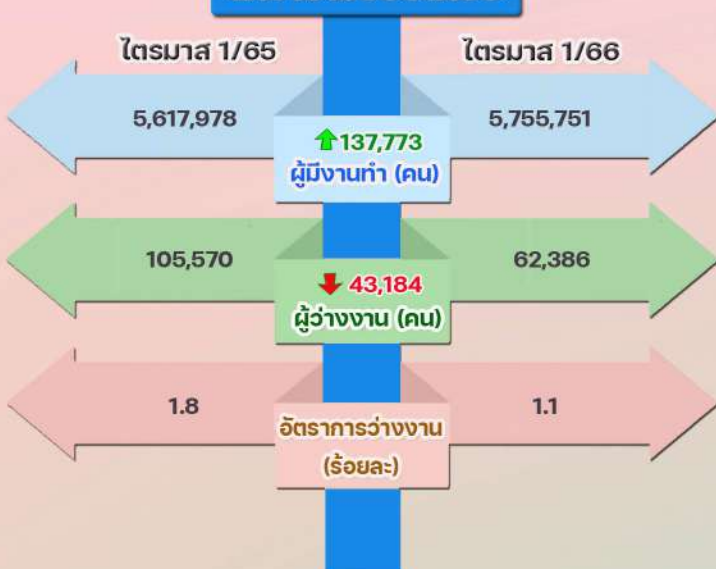 ไตรมาส 1/65
ไตรมาส 1/66
5,617,978
137,773
ผู้มีงานทำ (คน)
5,755,751
105,570
43,184
ผู้ว่างงาน (คน)
62,386
1.8
อัตราการว่างงาน
(ร้อยละ)
1.1